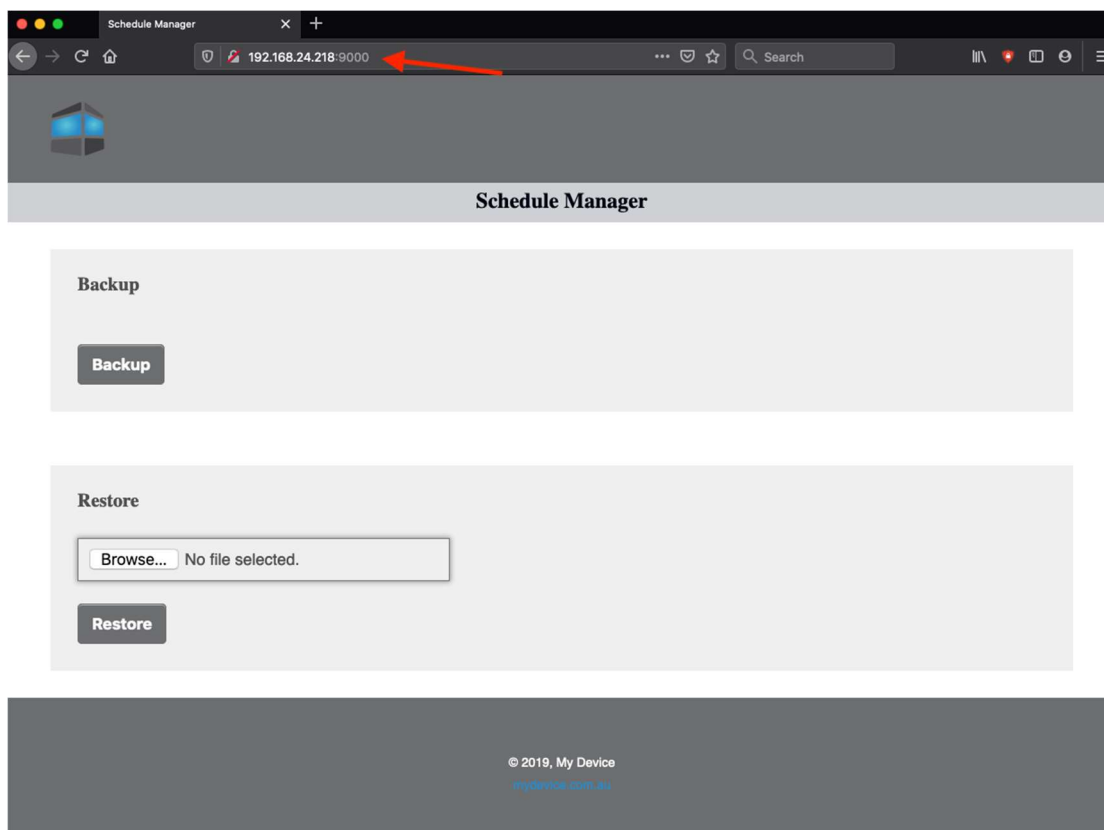 Schedule Manager
192.168.24.218:9000
Search
Schedule Manager
Backup
Backup
Restore
Browse... No file selected.
Restore
© 2019, My Device
mydevice.com.au